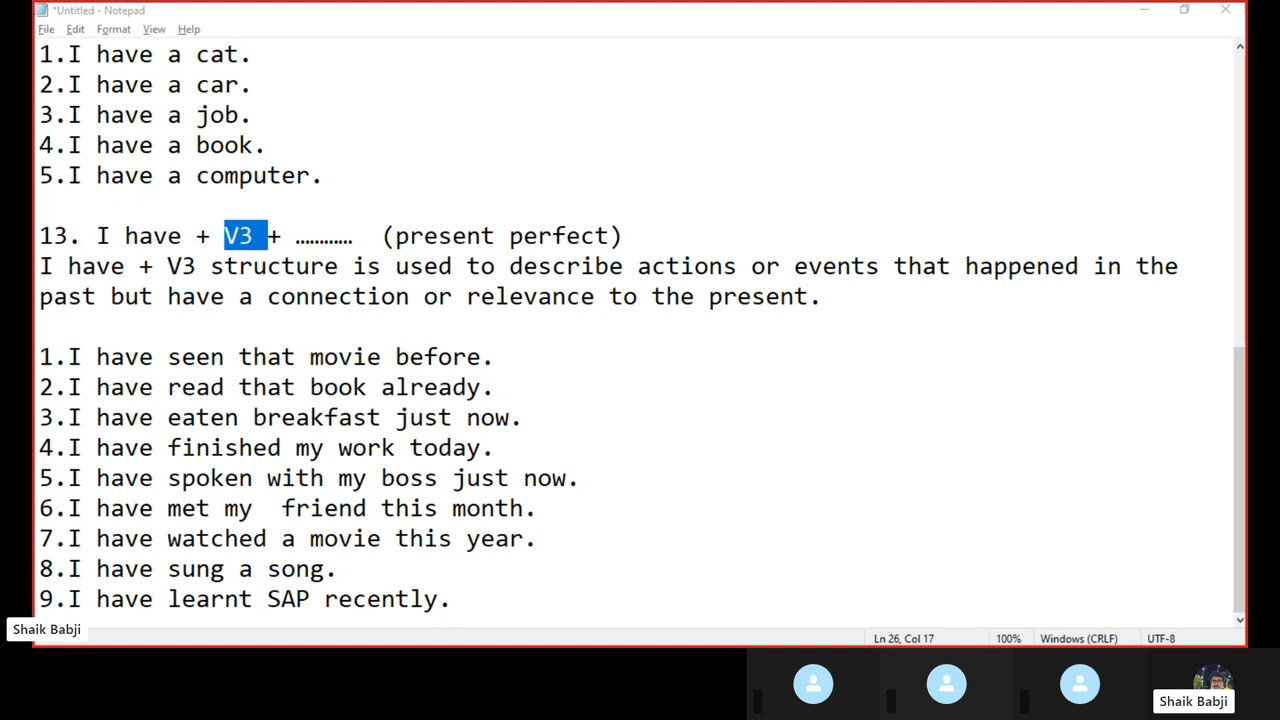 *Untitled - Notepad
File Edit Format View Help
1.I have a cat.
2.I have a car.
3.I have a job.
4.I have a book.
5.I have a computer.
13. I have + V3 + ………… (present perfect)
I have + V3 structure is used to describe actions or events that happened in the
past but have a connection or relevance to the present.
1.I have seen that movie before.
2.I have read that book already.
3.I have eaten breakfast just now.
4.I have finished my work today.
5.I have spoken with my boss just now.
6.I have met my  friend this month.
7.I have watched a movie this year.
8.I have sung a song.
9.I have learnt SAP recently.
Shaik Babji
Ln 26, Col 17 100% Windows (CRLF) UTF-8
Shaik Babji